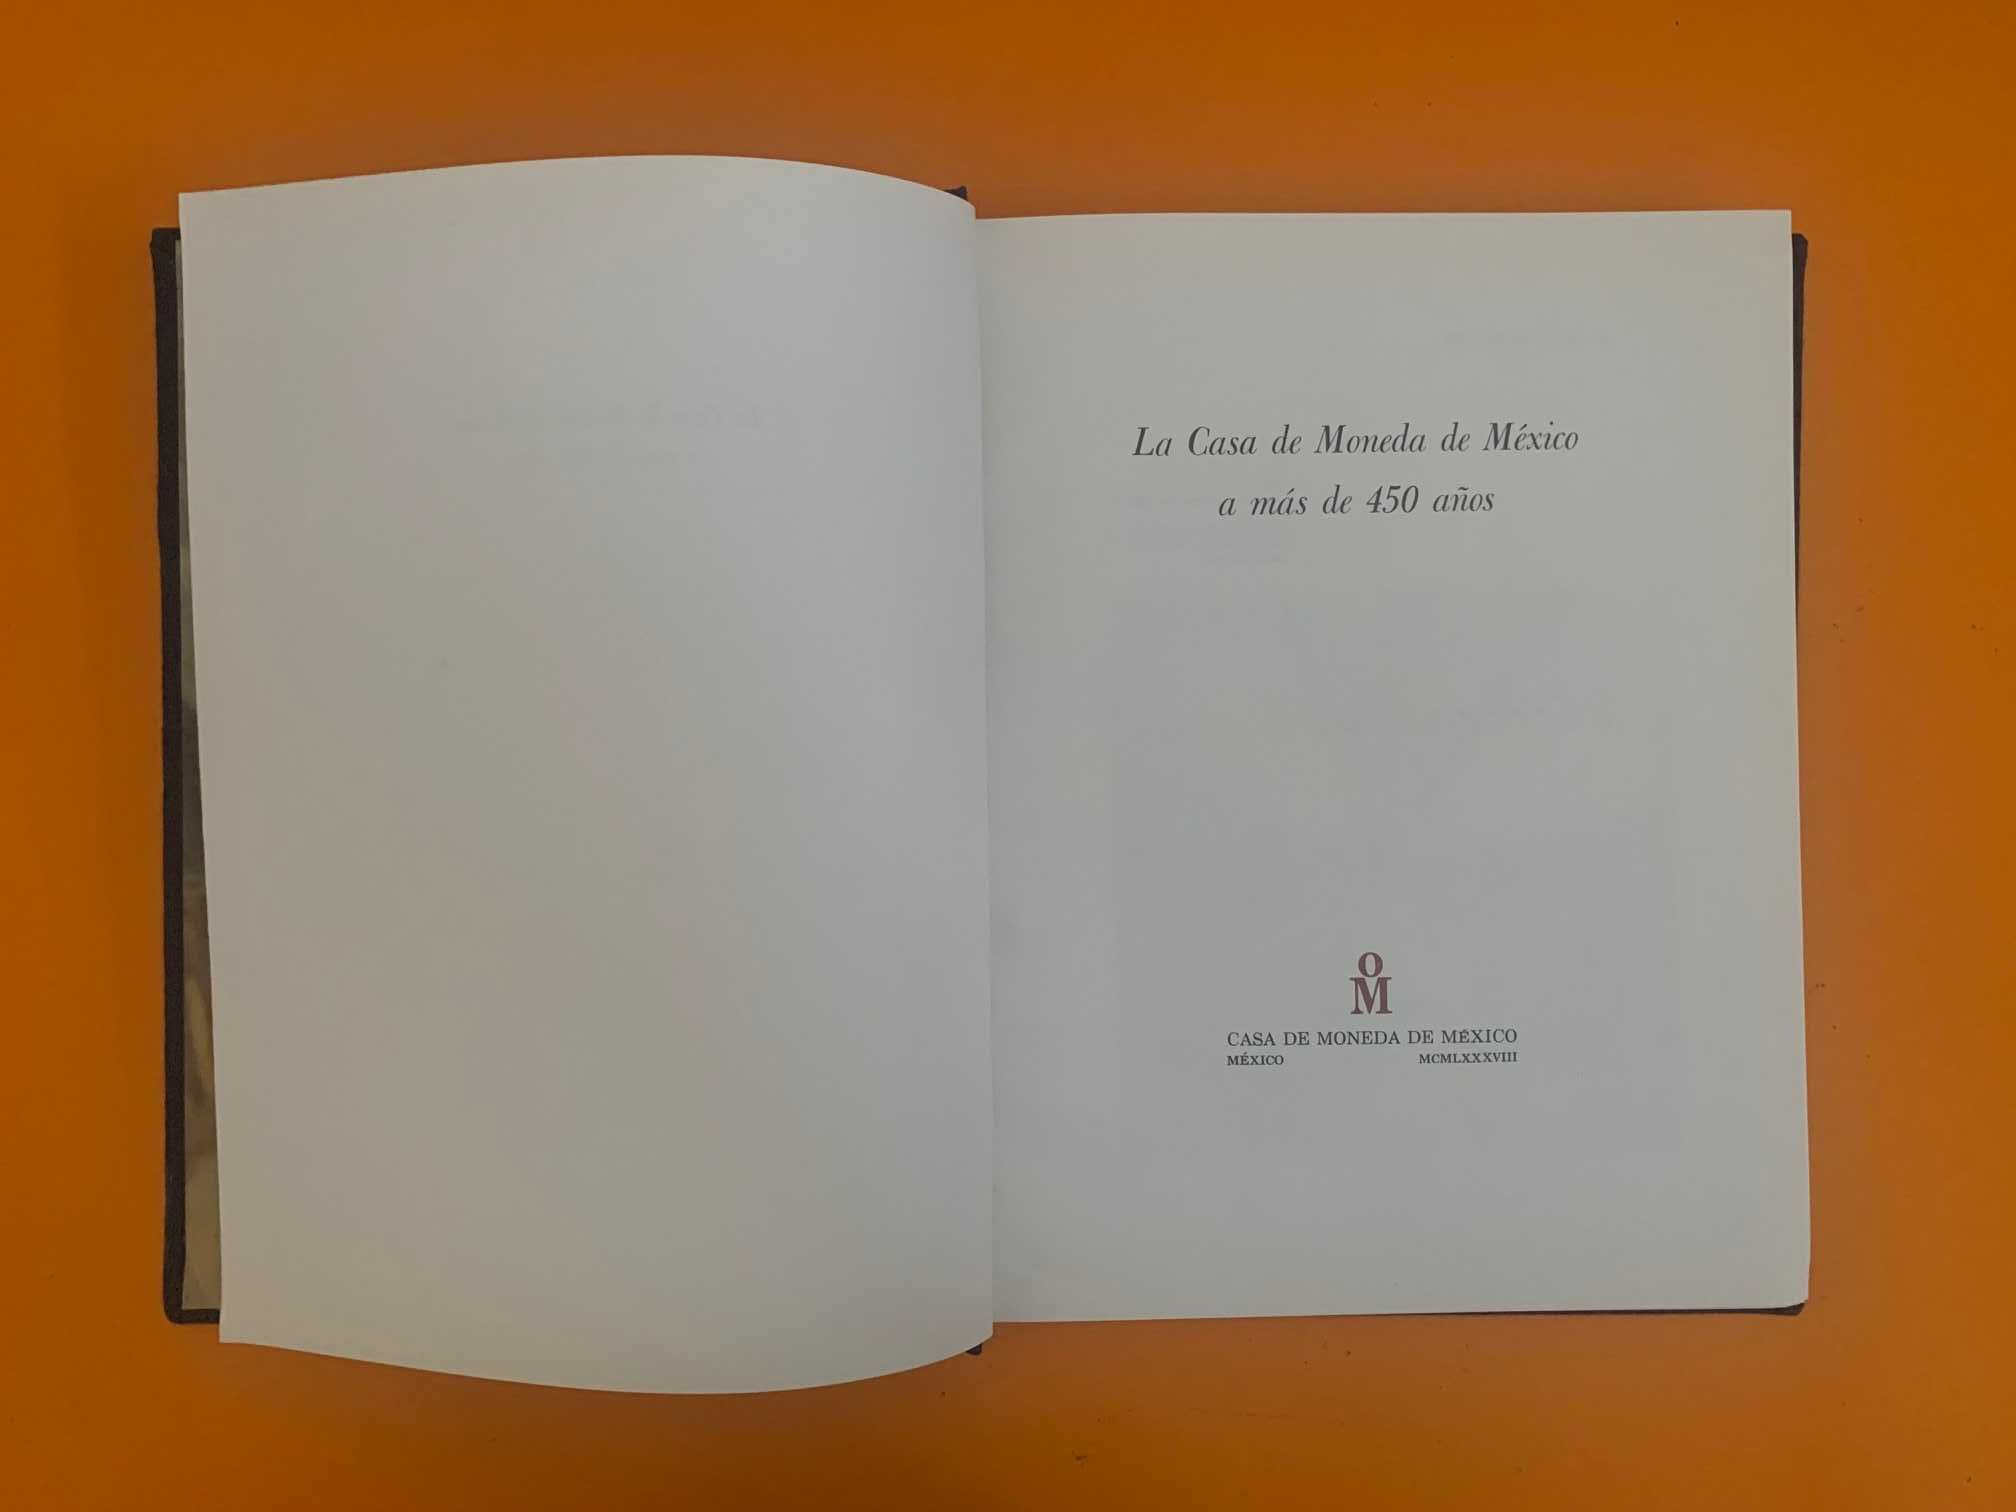 La Casa de Moneda de México
a más de 450 años
O
M
CASA DE MONEDA DE MÉXICO
MÉXICO MCMLXXXVIII